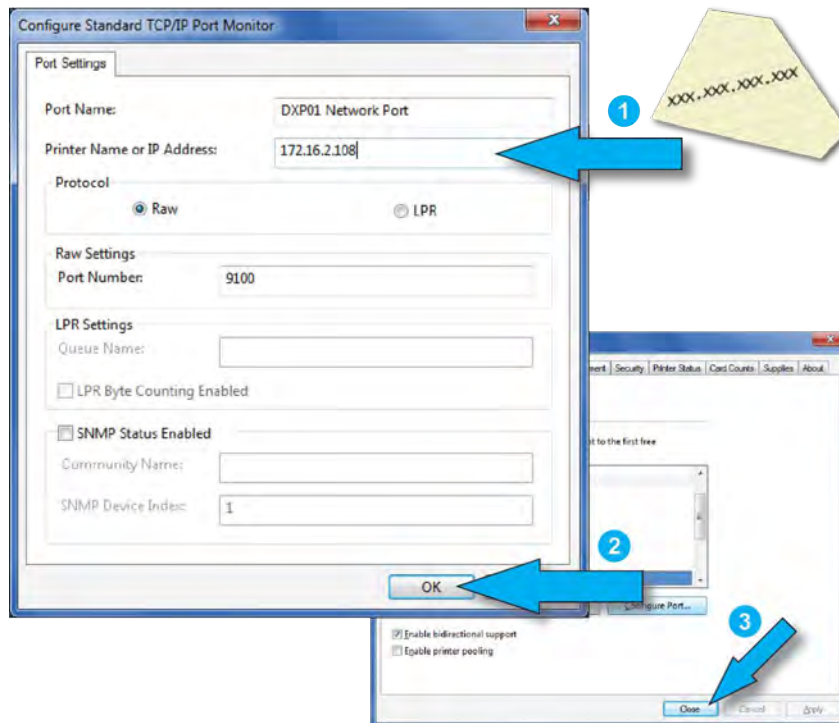 Configure Standard TCP/IP Port Monitor
Port Settings
Port Name: DXP01 Network Port
Printer Name or IP Address: 172.16.2.108
Protocol
Raw LPR
Raw Settings
Port Number: 9100
LPR Settings
Queue Name:
LPR Byte Counting Enabled
SNMP Status Enabled
Community Name:
SNMP Device Index: 1
OK
1
xxx.xxx.xxx.xxx
2
ment Security Printer Status Card Counts Supplies About
to the first free
Configure Port...
3
Enable bidirectional support
Enable printer pooling
Close Cancel Apply